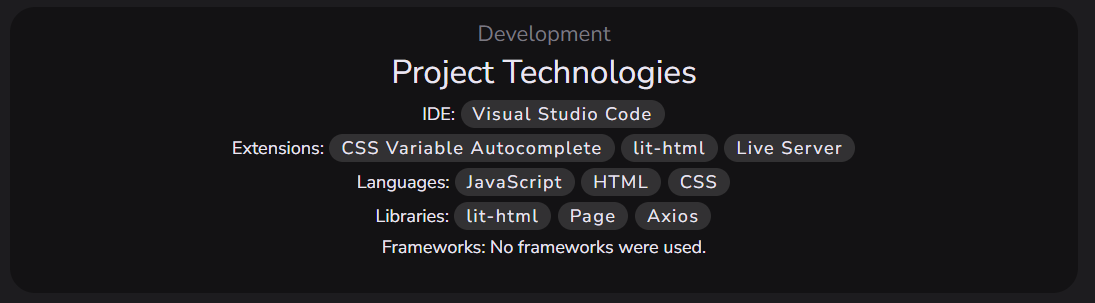 Development
Project Technologies
IDE: Visual Studio Code
Extensions: CSS Variable Autocomplete lit-html Live Server
Languages: JavaScript HTML CSS
Libraries: lit-html Page Axios
Frameworks: No frameworks were used.